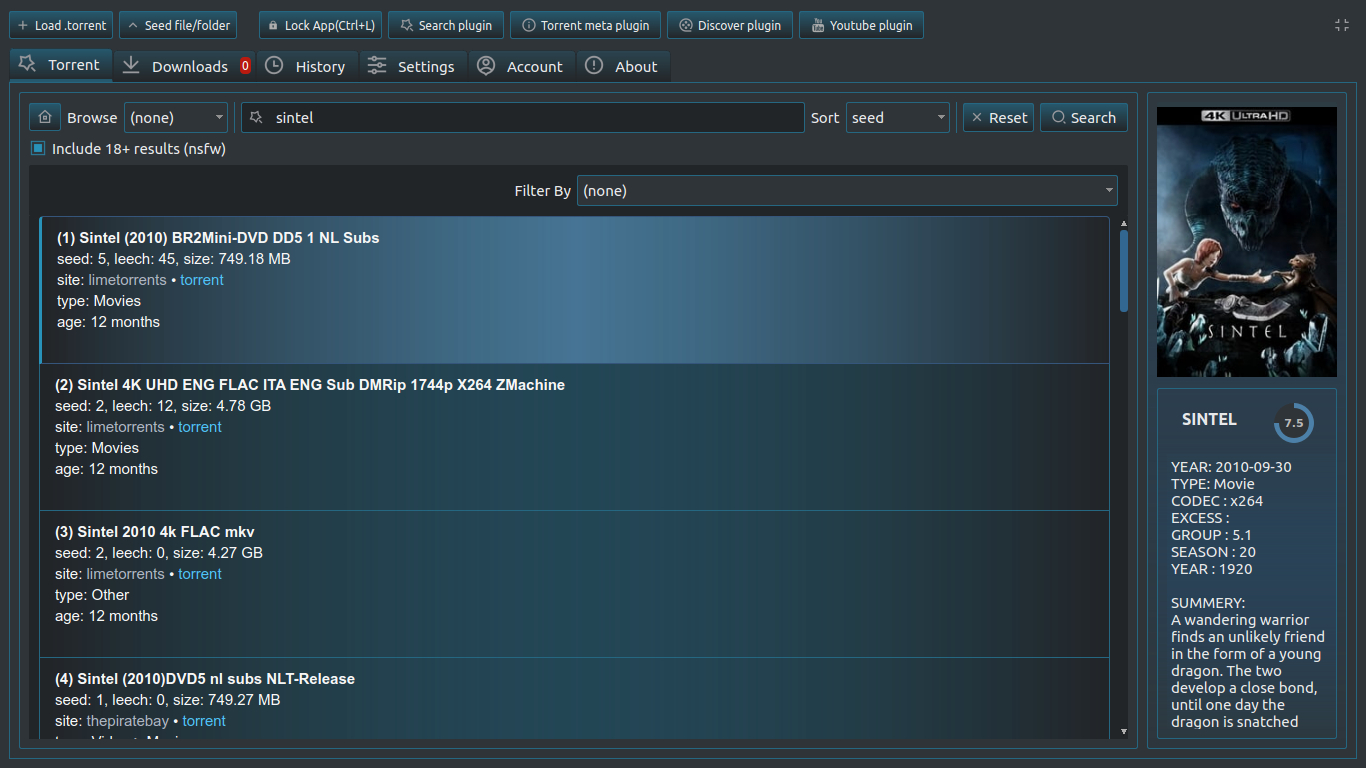 Load .torrent
Seed file/folder
Lock App(Ctrl+L)
Search plugin
Torrent meta plugin
Discover plugin
Youtube plugin
Torrent
Downloads 0
History
Settings
Account
About
Browse (none)
sintel
Sort seed
Reset
Search
Include 18+ results (nsfw)
Filter By (none)
(1) Sintel (2010) BR2Mini-DVD DD5 1 NL Subs
seed: 5, leech: 45, size: 749.18 MB
site: limetorrents • torrent
type: Movies
age: 12 months
(2) Sintel 4K UHD ENG FLAC ITA ENG Sub DMRip 1744p X264 ZMachine
seed: 2, leech: 12, size: 4.78 GB
site: limetorrents • torrent
type: Movies
age: 12 months
(3) Sintel 2010 4k FLAC mkv
seed: 2, leech: 0, size: 4.27 GB
site: limetorrents • torrent
type: Other
age: 12 months
(4) Sintel (2010)DVD5 nl subs NLT-Release
seed: 1, leech: 0, size: 749.27 MB
site: thepiratebay • torrent
4K ULTRA HD
SINTEL
SINTEL 7.5
YEAR: 2010-09-30
TYPE: Movie
CODEC : x264
EXCESS :
GROUP : 5.1
SEASON : 20
YEAR : 1920
SUMMERY:
A wandering warrior
finds an unlikely friend
in the form of a young
dragon. The two
develop a close bond,
until one day the
dragon is snatched